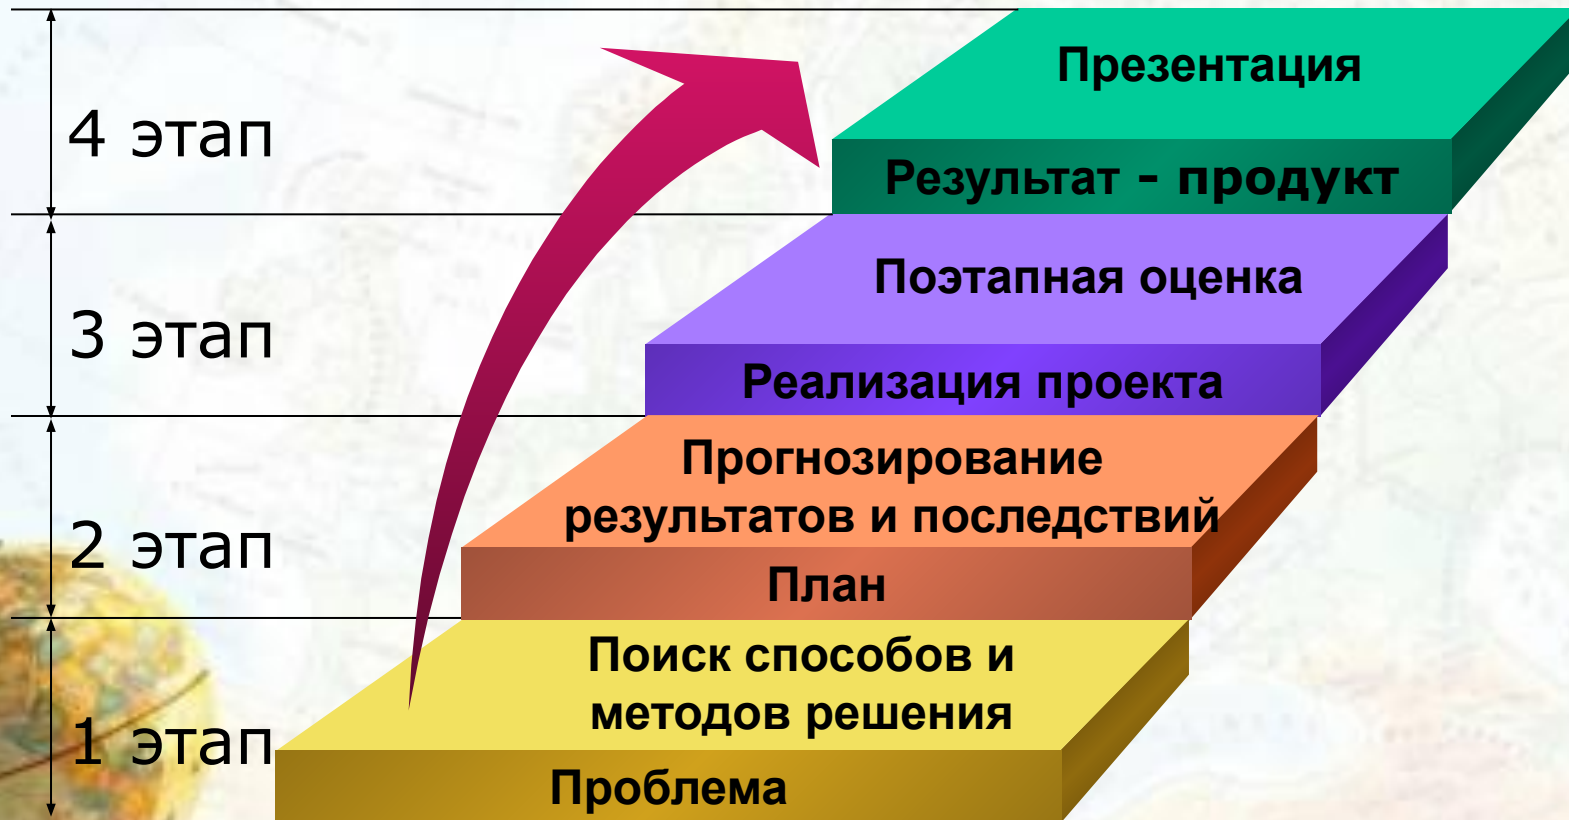 4 этап
Презентация
Результат - продукт
3 этап
Поэтапная оценка
Реализация проекта
2 этап
Прогнозирование
результатов и последствий
План
1 этап
Поиск способов и
методов решения
Проблема